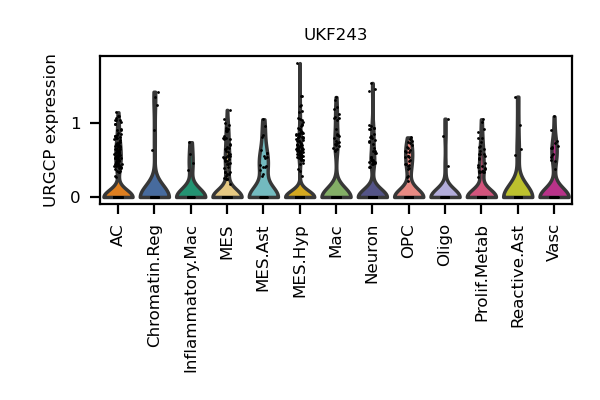 UKF243
URGCP expression
1
0
AC
Chromatin.Reg
Inflammatory.Mac
MES
MES.Ast
MES.Hyp
Mac
Neuron
OPC
Oligo
Prolif.Metab
Reactive.Ast
Vasc